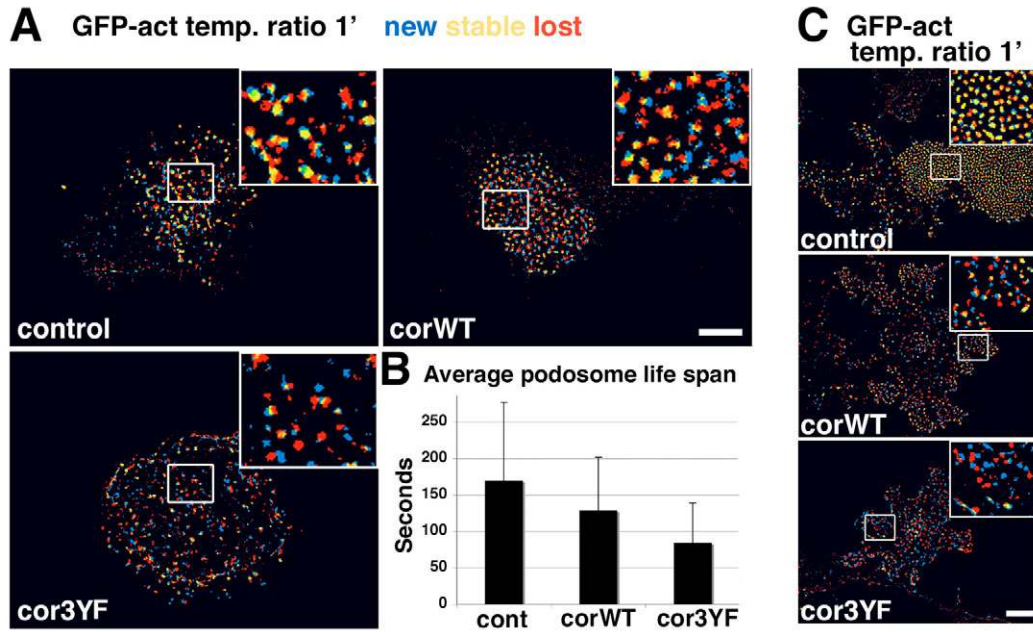 A GFP-act temp. ratio 1' new stable lost
control
corWT
cor3YF
B Average podosome life span
Seconds
250
200
150
100
50
0
cont corWT cor3YF
C GFP-act
temp. ratio 1'
control
corWT
cor3YF